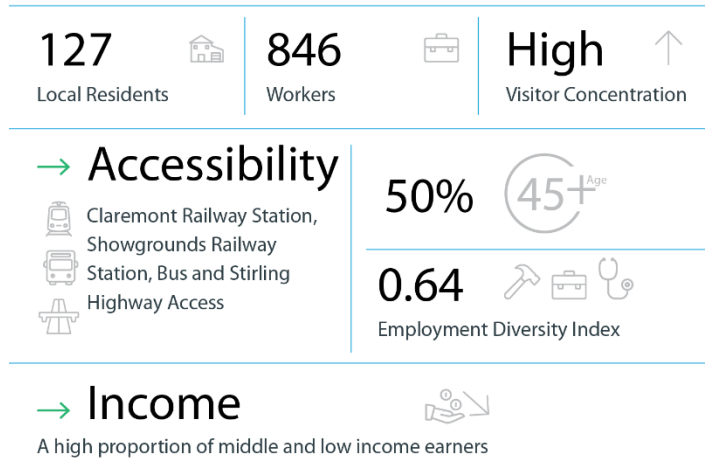 127
Local Residents
846
Workers
High
Visitor Concentration
Accessibility
Claremont Railway Station,
Showgrounds Railway
Station, Bus and Stirling
Highway Access
50%
45+ Age
0.64
Employment Diversity Index
Income
A high proportion of middle and low income earners